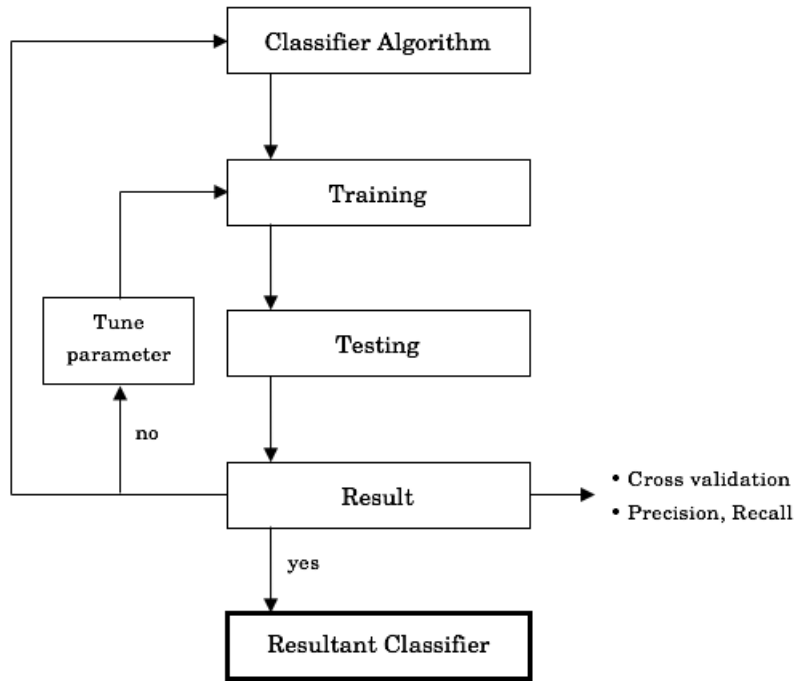 Classifier Algorithm
Training
Tune
parameter
Testing
no
Result
• Cross validation
• Precision, Recall
yes
Resultant Classifier